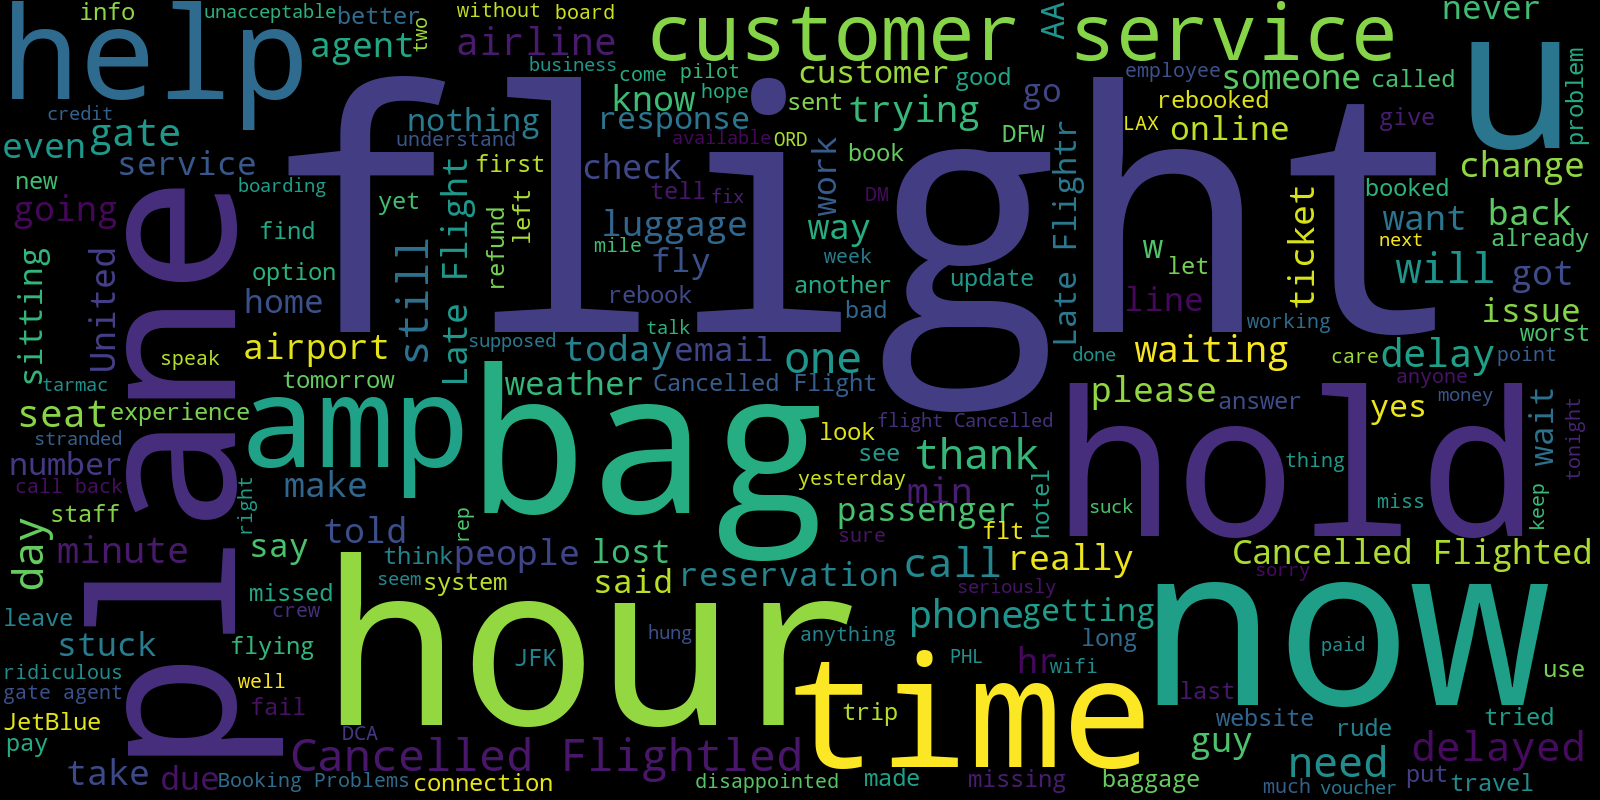 info
unacceptable
better
two
without
board
never
help
agent
airline
customer service
AA
u
business
come
pilot
customer
good
employee
someone
called
problem
credit
know
hope
sent
trying
go
rebooked
give
even
gate
nothing
response
understand
available
ORD
DFW
LAX
online
service
first
check
work
book
change
new
boarding
Late Flight
tell
fix
DM
Late Flightr
booked
going
yet
left
luggage
way
w
ticket
want
back
find
refund
mile
fly
week
let
next
already
flight
sitting
United
option
still
another
update
will
got
plane
home
rebook
bad
line
issue
talk
working
worst
airport
supposed
today
email
one
done
waiting
care
delay
point
speak
tarmac
tomorrow
weather
Cancelled Flight
please
answer
anyone
money
seat
experience
amp
bag
flight Cancelled
yes
wait
tonight
stranded
look
see
thank
hold
thing
number
call back
make
yesterday
min
hotel
miss
keep
staff
right
rep
passenger
suck
day
minute
say
told
sure
flt
think
people
lost
call
really
Cancelled Flighted
seem
system
said
reservation
seriously
sorry
missed
crew
hour
phone
getting
now
leave
stuck
flying
hung
anything
long
paid
ridiculous
JFK
PHL
hr
wifi
use
gate agent
well
time
last
JetBlue
fail
trip
website
rude
tried
pay
DCA
guy
take
due
Cancelled Flightled
need
delayed
Booking Problems
connection
disappointed
made
missing
baggage
much
voucher
put
travel